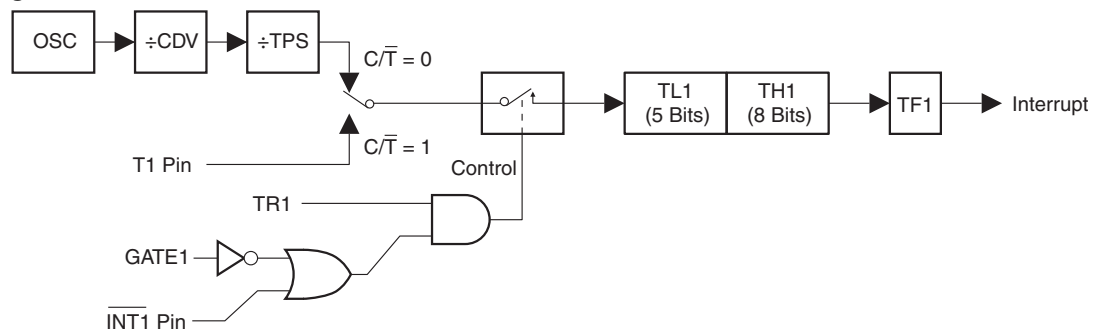 OSC
÷CDV
÷TPS
C/T̅ = 0
TL1
(5 Bits)
TH1
(8 Bits)
TF1
Interrupt
C/T̅ = 1
T1 Pin
Control
TR1
GATE1
I̅N̅T̅1̅ Pin